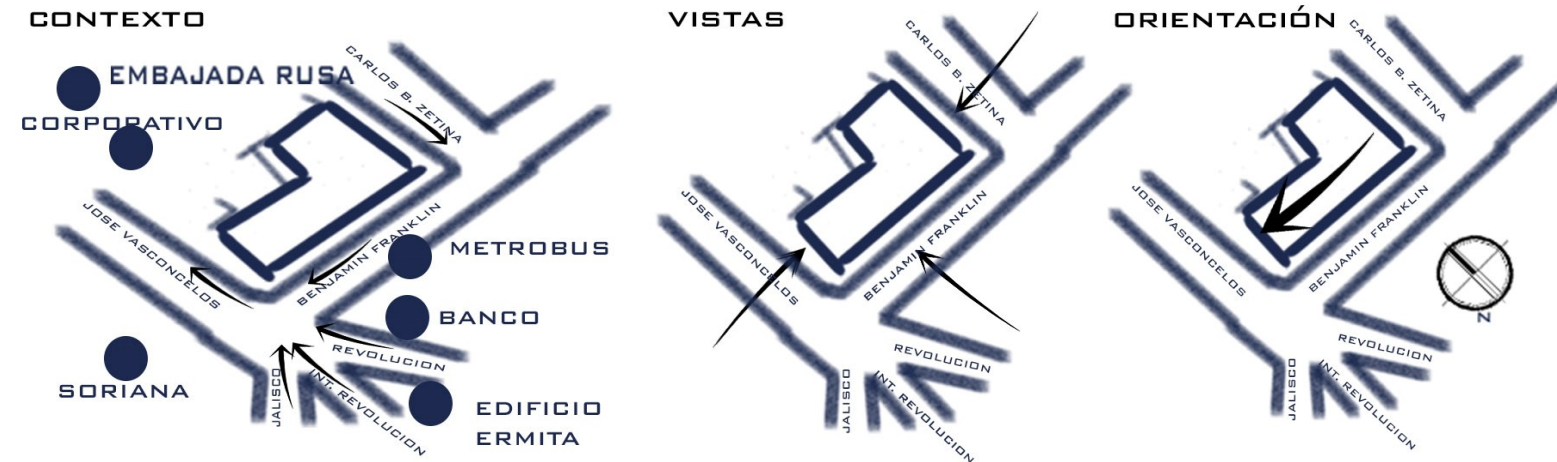 CONTEXTO
EMBAJADA RUSA
CORPORATIVO
CARLOS B. ZETINA
JOSE VASCONCELOS
BENJAMIN FRANKLIN
METROBUS
BANCO
REVOLUCION
SORIANA
JALISCO
INT. REVOLUCION
EDIFICIO
ERMITA
VISTAS
CARLOS B. ZETINA
JOSE VASCONCELOS
BENJAMIN FRANKLIN
REVOLUCION
JALISCO
INT. REVOLUCION
ORIENTACIÓN
CARLOS B. ZETINA
JOSE VASCONCELOS
BENJAMIN FRANKLIN
N
REVOLUCION
JALISCO
INT. REVOLUCION